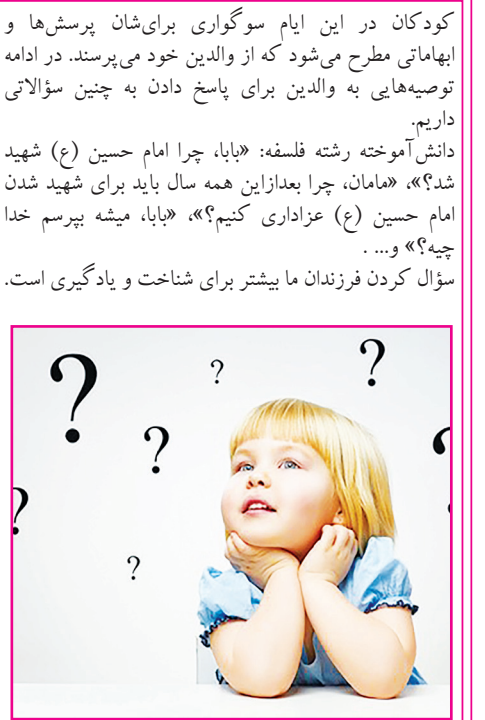 کودکان در این ایام سوگواری برای‌شان پرسش‌ها و
ابهاماتی مطرح می‌شود که از والدین خود می‌پرسند. در ادامه
توصیه‌هایی به والدین برای پاسخ دادن به چنین سؤالاتی
داریم.
دانش‌آموخته رشته فلسفه: «بابا، چرا امام حسین (ع) شهید
شد؟»، «مامان، چرا بعدازاین همه سال باید برای شهید شدن
امام حسین (ع) عزاداری کنیم؟»، «بابا، میشه بپرسم خدا
چیه؟» و... .
سؤال کردن فرزندان ما بیشتر برای شناخت و یادگیری است.
? ? ?
?
? ?
?